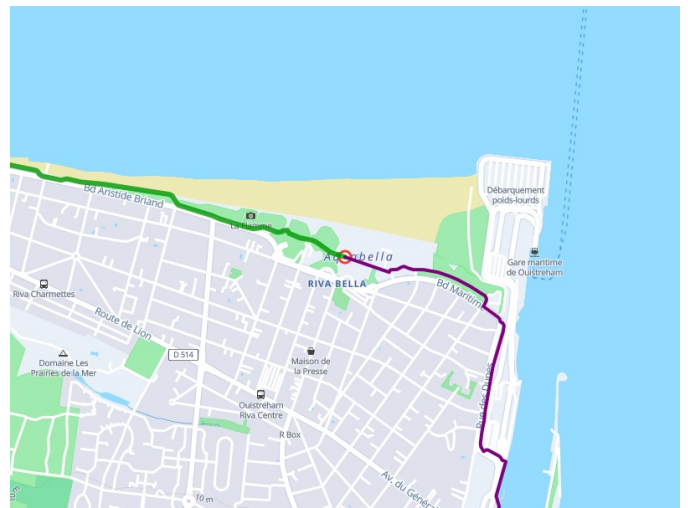 Débarquement
poids-lourds
Bd Aristide Briand
La Flamme
Gare maritime
de Ouistreham
RIVA BELLA
Riva Charmettes
Bd Maritime
Route de Lion
D 514
Maison de
la Presse
Domaine Les
Prairies de la Mer
Rue des Dunes
Ouistreham
Riva Centre
R Box
Av. du Général
10 m